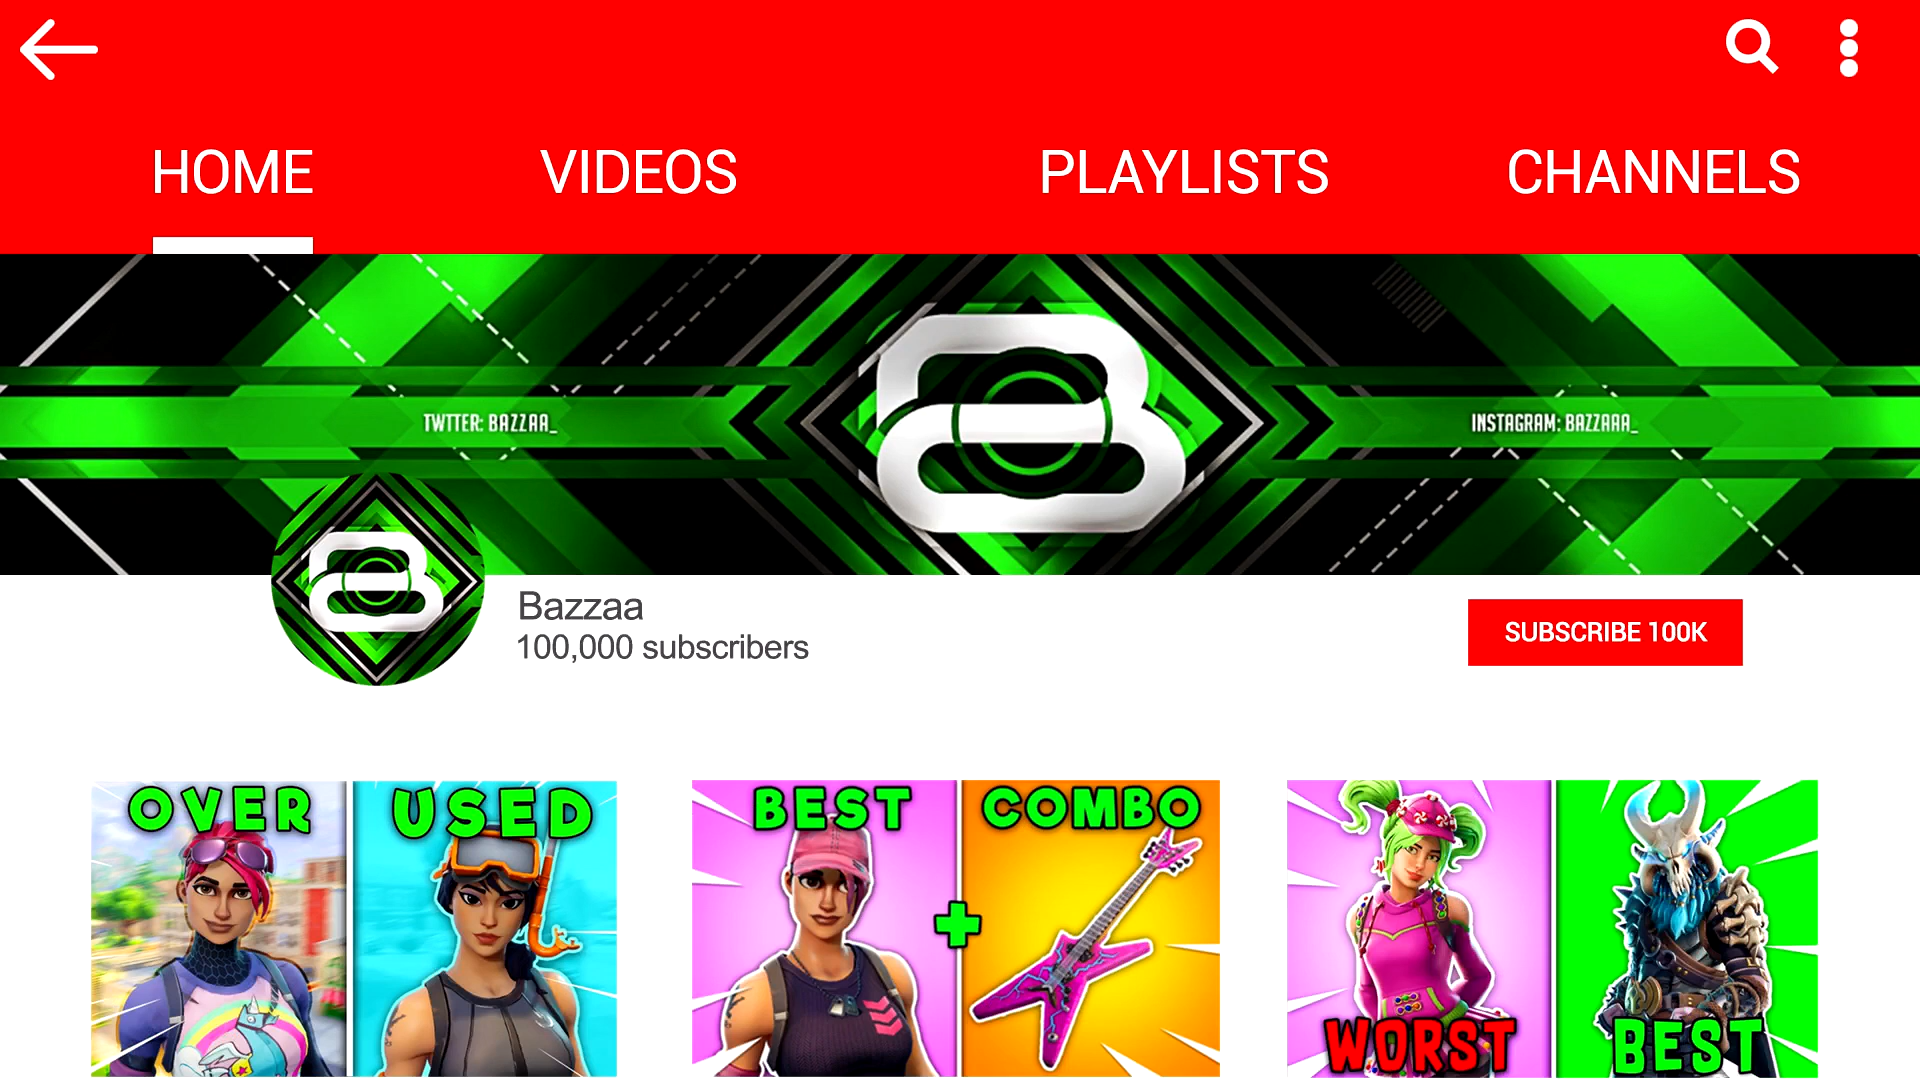 HOME VIDEOS PLAYLISTS CHANNELS
TWTTER: BAZZAA_ INSTAGRAM: BAZZAAA_
Bazzaa
100,000 subscribers
SUBSCRIBE 100K
OVER USED
BEST COMBO
WORST BEST